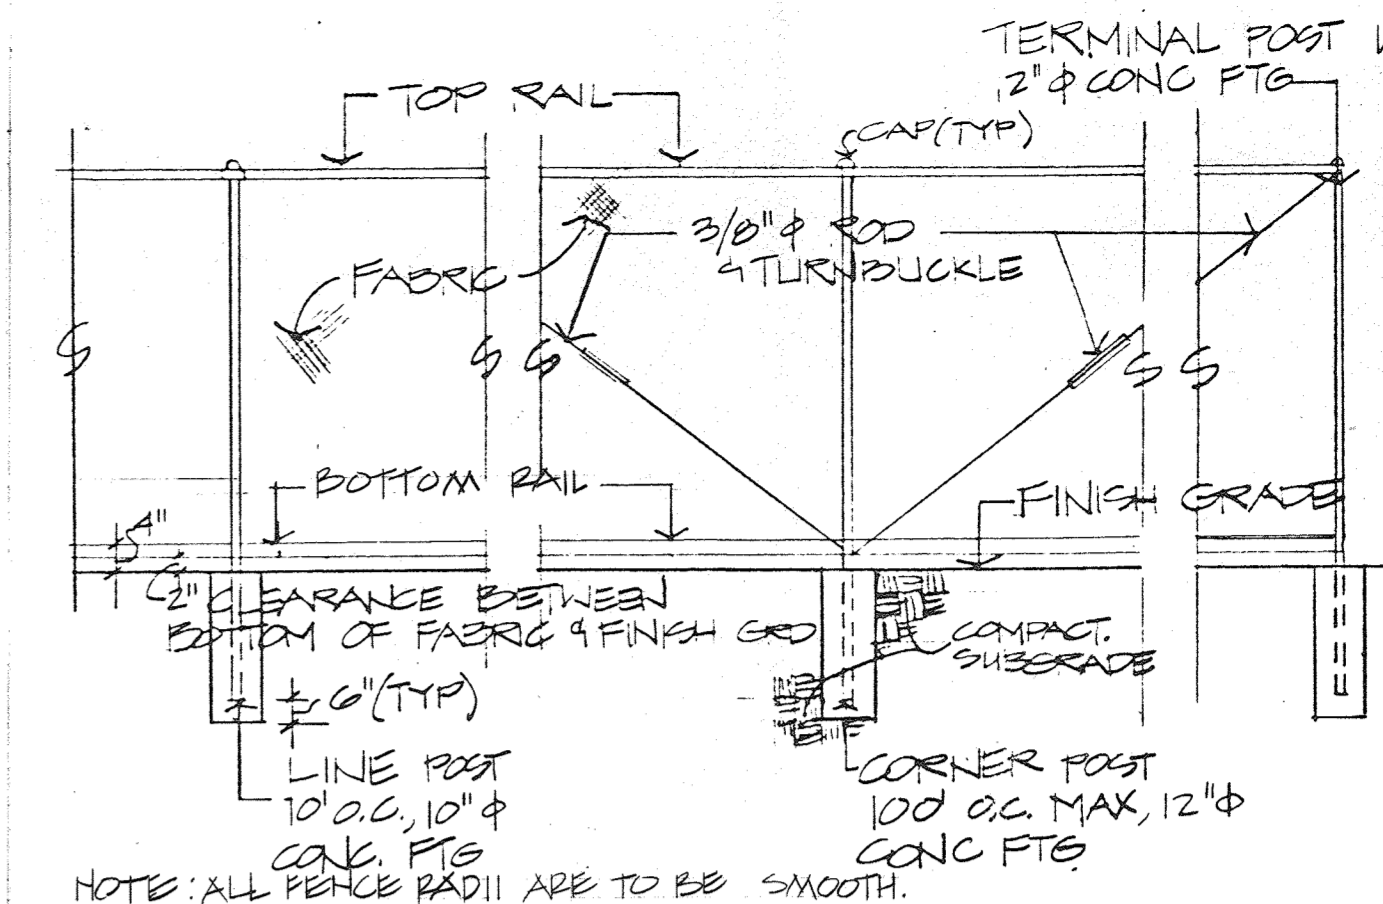 TERMINAL POST
2"φ CONC FTG
TOP RAIL
CAP (TYP)
3/8"φ ROD
& TURNBUCKLE
FABRIC
BOTTOM RAIL
FINISH GRADE
4"
2" CLEARANCE BETWEEN
BOTTOM OF FABRIC & FINISH GRD
COMPACT.
SUBGRADE
6" (TYP)
LINE POST
10' O.C., 10"φ
CONC. FTG
CORNER POST
100' O.C. MAX, 12"φ
CONC FTG
NOTE: ALL FENCE RADII ARE TO BE SMOOTH.